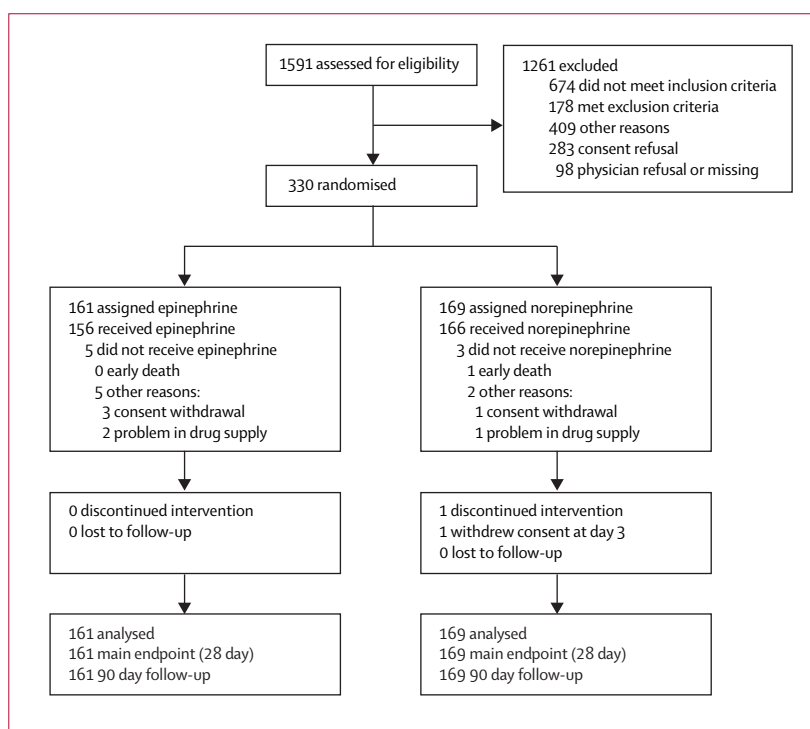 1591 assessed for eligibility
1261 excluded
674 did not meet inclusion criteria
178 met exclusion criteria
409 other reasons
283 consent refusal
98 physician refusal or missing
330 randomised
161 assigned epinephrine
156 received epinephrine
5 did not receive epinephrine
0 early death
5 other reasons:
3 consent withdrawal
2 problem in drug supply
169 assigned norepinephrine
166 received norepinephrine
3 did not receive norepinephrine
1 early death
2 other reasons:
1 consent withdrawal
1 problem in drug supply
0 discontinued intervention
0 lost to follow-up
1 discontinued intervention
1 withdrew consent at day 3
0 lost to follow-up
161 analysed
161 main endpoint (28 day)
161 90 day follow-up
169 analysed
169 main endpoint (28 day)
169 90 day follow-up